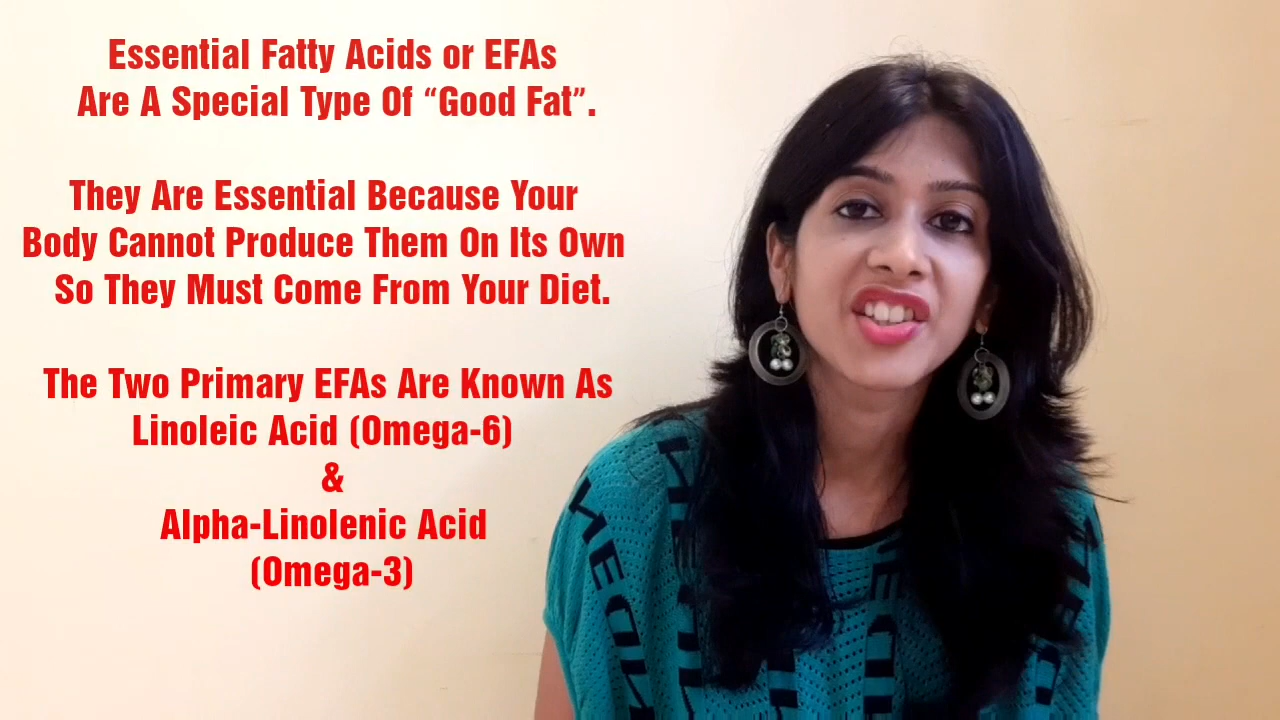 Essential Fatty Acids or EFAs
Are A Special Type Of “Good Fat”.
They Are Essential Because Your
Body Cannot Produce Them On Its Own
So They Must Come From Your Diet.
The Two Primary EFAs Are Known As
Linoleic Acid (Omega-6)
&
Alpha-Linolenic Acid
(Omega-3)